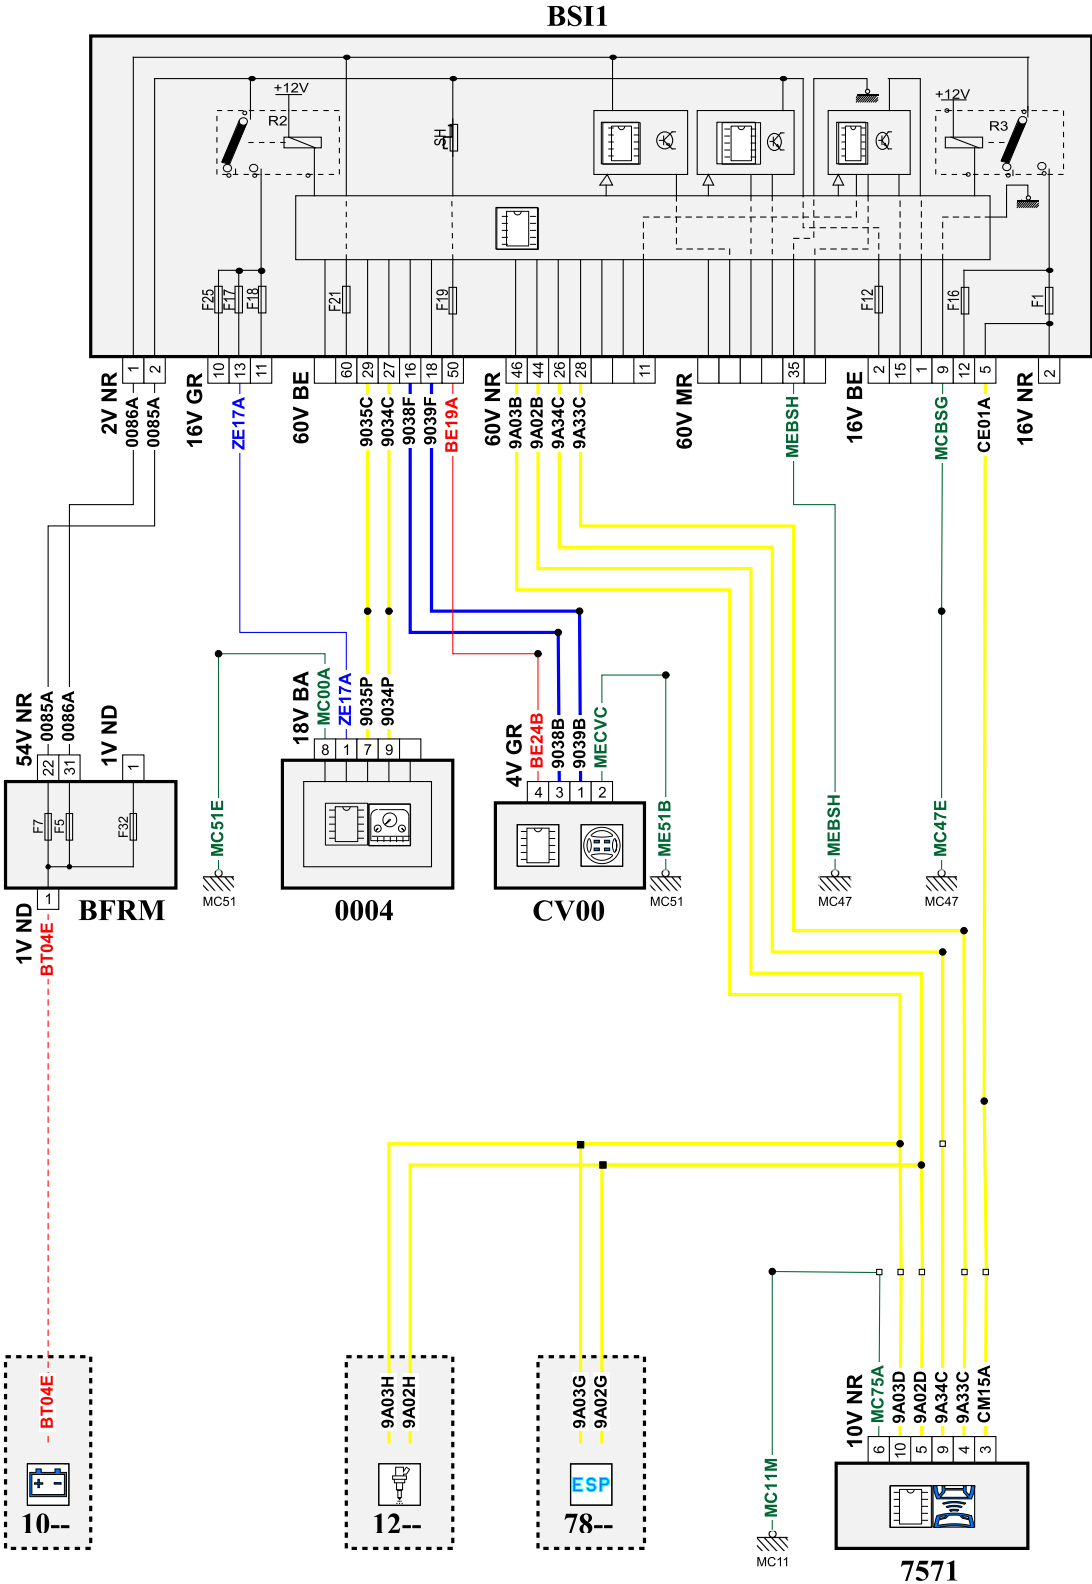 BSI1
+12V
R2
SH
+12V
R3
F25
F17
F18
F21
F19
F12
F16
F1
1
2
10
13
11
60
29
27
16
18
50
46
44
26
28
11
35
2
15
1
9
12
5
2
2V NR
0086A
0085A
16V GR
ZE17A
60V BE
9035C
9034C
9038F
9039F
BE19A
60V NR
9A03B
9A02B
9A34C
9A33C
60V MR
MEBSH
16V BE
MCBSG
CE01A
16V NR
54V NR
0085A
0086A
1V ND
18V BA
MC00A
ZE17A
9035P
9034P
4V GR
BE24B
9038B
9039B
MECVC
22
31
1
8
1
7
9
4
3
1
2
F7
F5
F32
MC51E
ME51B
MEBSH
MC47E
MC51
MC51
MC47
MC47
1
BFRM
0004
CV00
1V ND
BT04E
BT04E
9A03H
9A02H
9A03G
9A02G
10V NR
MC75A
9A03D
9A02D
9A34C
9A33C
CM15A
6
10
5
9
4
3
MC11M
MC11
ESP
10--
12--
78--
7571